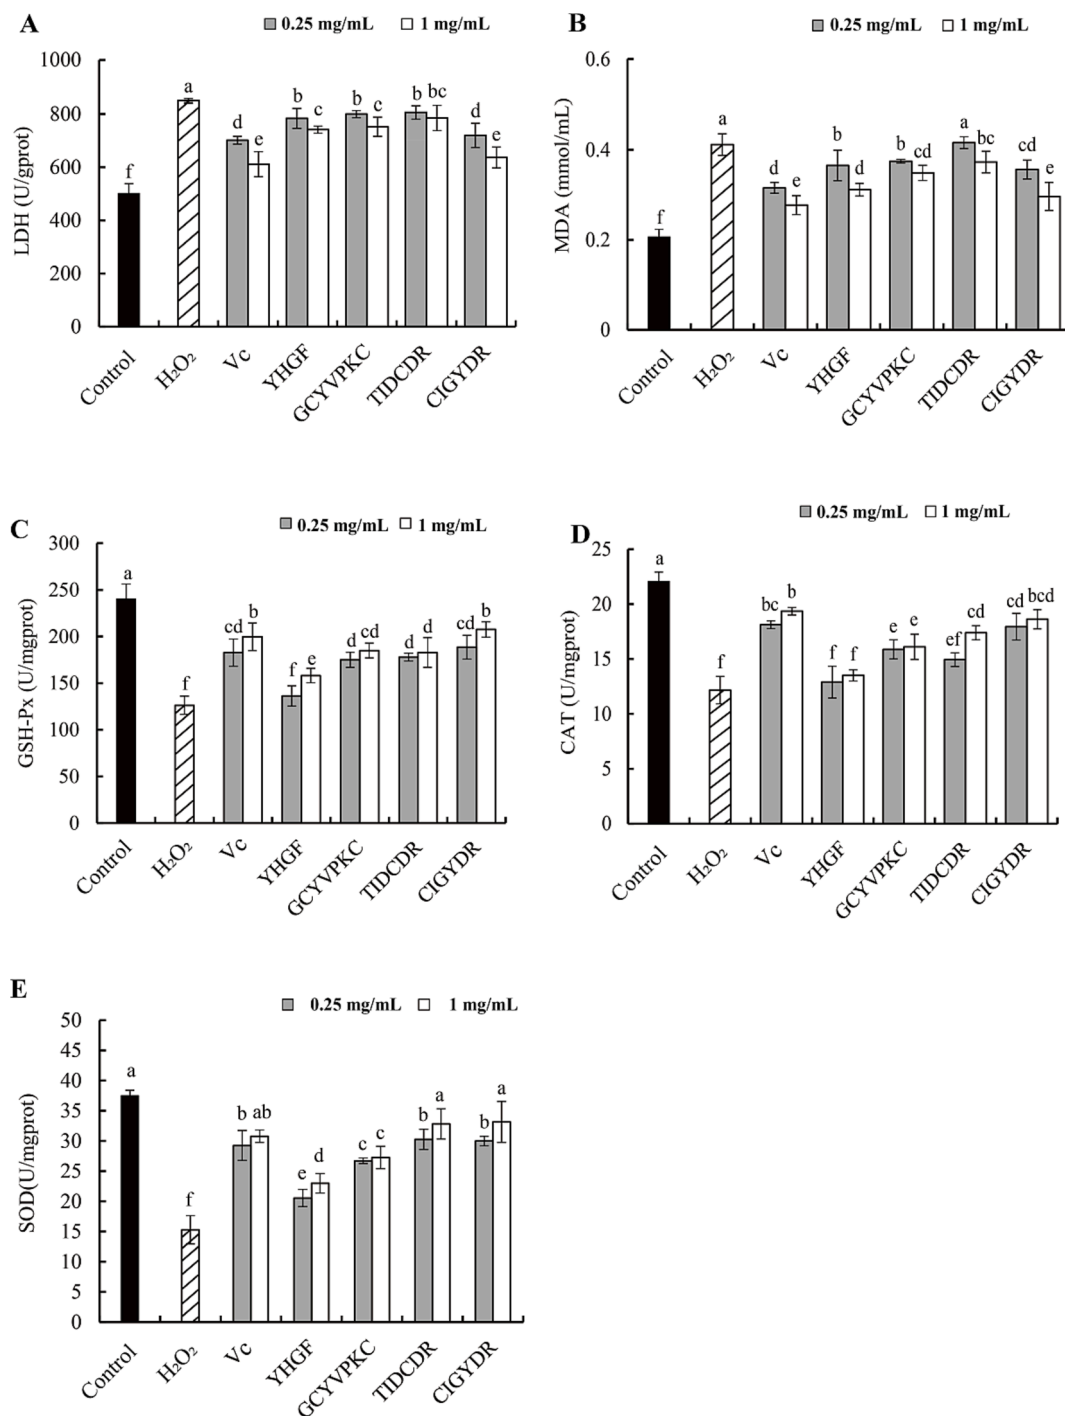 A
0.25 mg/mL 1 mg/mL
LDH (U/gprot)
1000
800
600
400
200
0
f a d e b c b c b bc d e
Control H₂O₂ Vc YHGF GCYVPKC TIDCDR CIGYDR
B
0.25 mg/mL 1 mg/mL
MDA (mmol/mL)
0.6
0.4
0.2
0
f a d e b d b cd a bc cd e
Control H₂O₂ Vc YHGF GCYVPKC TIDCDR CIGYDR
C
0.25 mg/mL 1 mg/mL
GSH-Px (U/mgprot)
300
250
200
150
100
50
0
a f cd b f e d cd d d cd b
Control H₂O₂ Vc YHGF GCYVPKC TIDCDR CIGYDR
D
0.25 mg/mL 1 mg/mL
CAT (U/mgprot)
25
20
15
10
5
0
a f bc b f f e e ef cd cd bcd
Control H₂O₂ Vc YHGF GCYVPKC TIDCDR CIGYDR
E
0.25 mg/mL 1 mg/mL
SOD(U/mgprot)
50
45
40
35
30
25
20
15
10
5
0
a f b ab e d c c b a b a
Control H₂O₂ Vc YHGF GCYVPKC TIDCDR CIGYDR